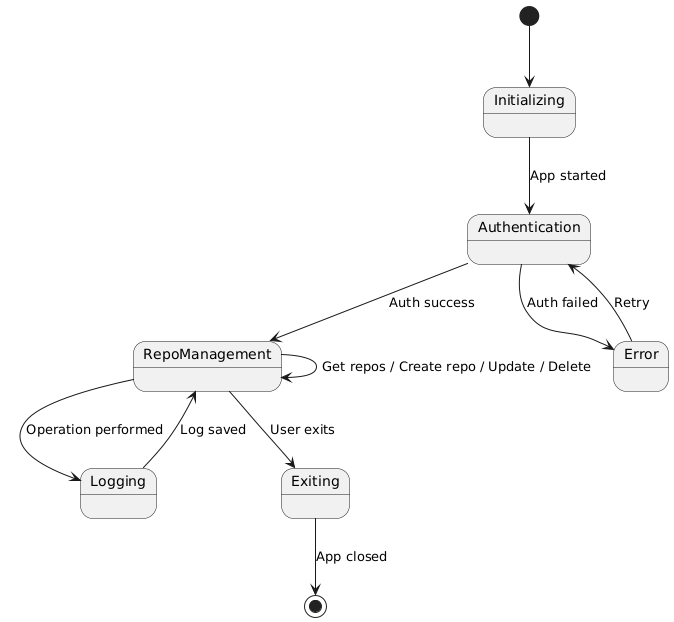 Initializing
App started
Authentication
Auth success
Auth failed
Retry
RepoManagement
Get repos / Create repo / Update / Delete
Error
Operation performed
Log saved
User exits
Logging
Exiting
App closed